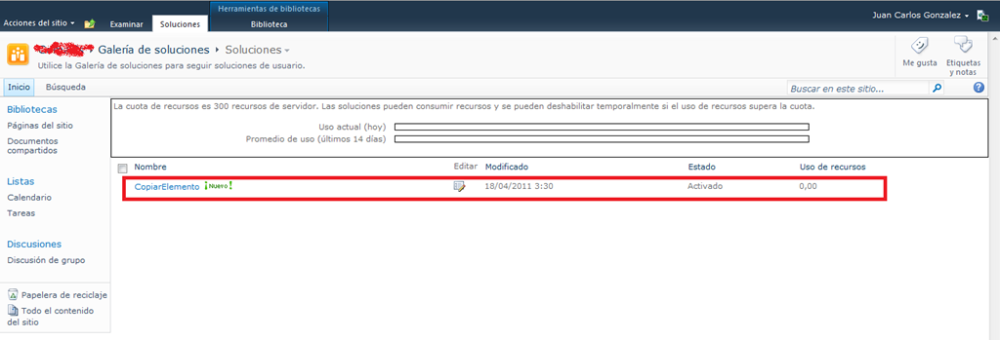 Herramientas de bibliotecas
Acciones del sitio Examinar Soluciones Biblioteca Juan Carlos Gonzalez
Galería de soluciones Soluciones
Utilice la Galería de soluciones para seguir soluciones de usuario.
Me gusta
Etiquetas
y notas
Inicio Búsqueda Buscar en este sitio...
Bibliotecas
Páginas del sitio
Documentos
compartidos
Listas
Calendario
Tareas
Discusiones
Discusión de grupo
Papelera de reciclaje
Todo el contenido
del sitio
La cuota de recursos es 300 recursos de servidor. Las soluciones pueden consumir recursos y se pueden deshabilitar temporalmente si el uso de recursos supera la cuota.
Uso actual (hoy)
Promedio de uso (últimos 14 días)
Nombre Editar Modificado Estado Uso de recursos
CopiarElemento ¡Nuevo! 18/04/2011 3:30 Activado 0,00